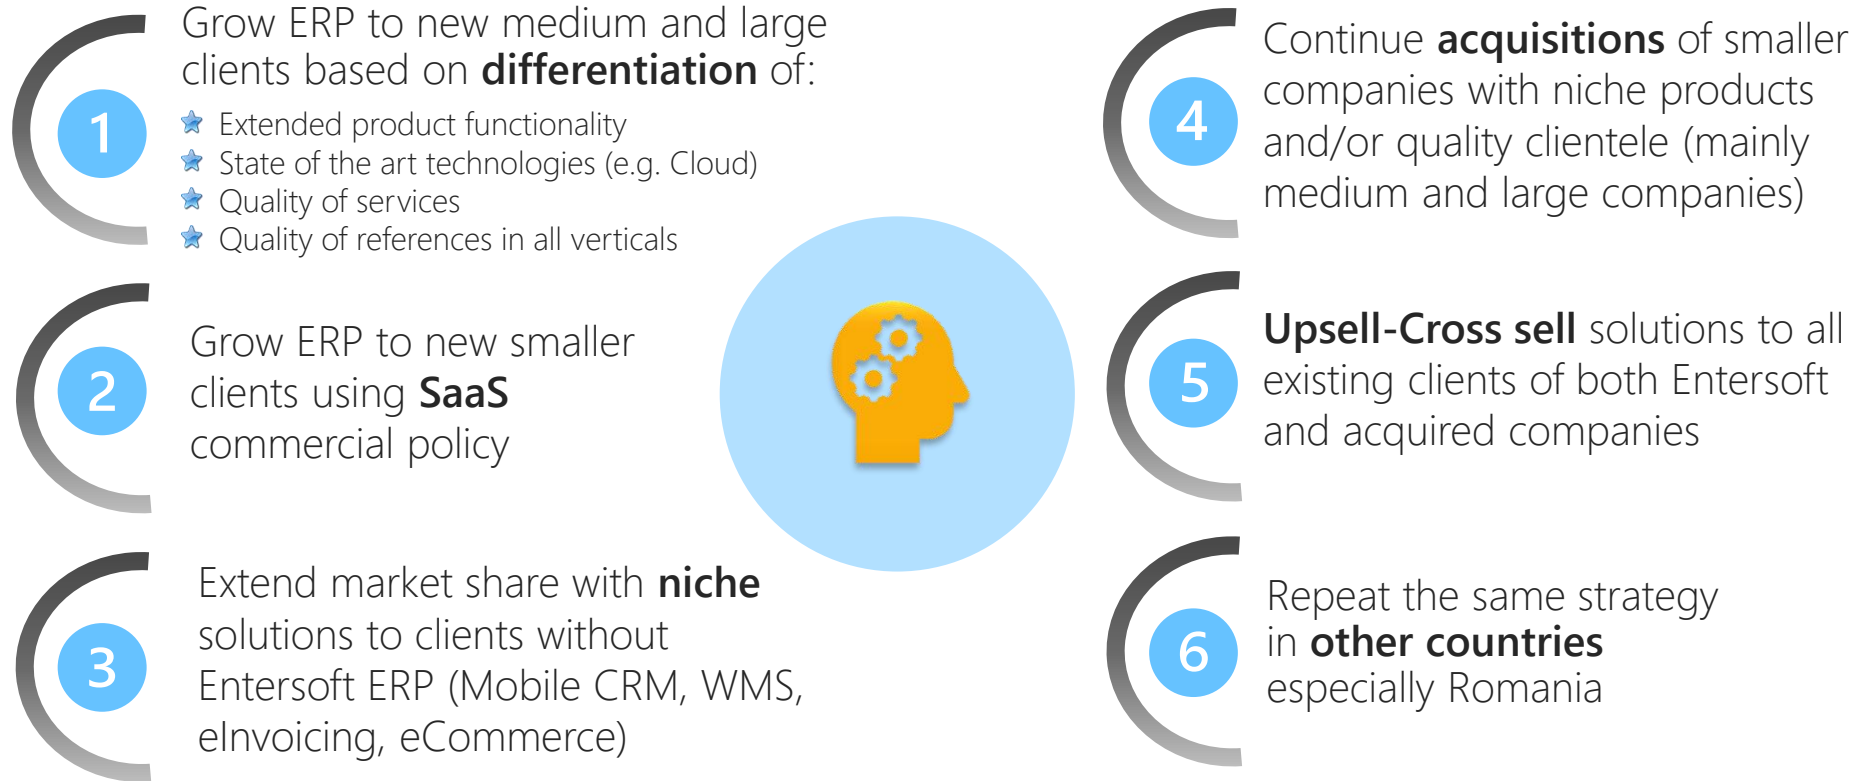 1
Grow ERP to new medium and large
clients based on differentiation of:
Extended product functionality
State of the art technologies (e.g. Cloud)
Quality of services
Quality of references in all verticals
2
Grow ERP to new smaller
clients using SaaS
commercial policy
3
Extend market share with niche
solutions to clients without
Entersoft ERP (Mobile CRM, WMS,
eInvoicing, eCommerce)
4
Continue acquisitions of smaller
companies with niche products
and/or quality clientele (mainly
medium and large companies)
5
Upsell-Cross sell solutions to all
existing clients of both Entersoft
and acquired companies
6
Repeat the same strategy
in other countries
especially Romania